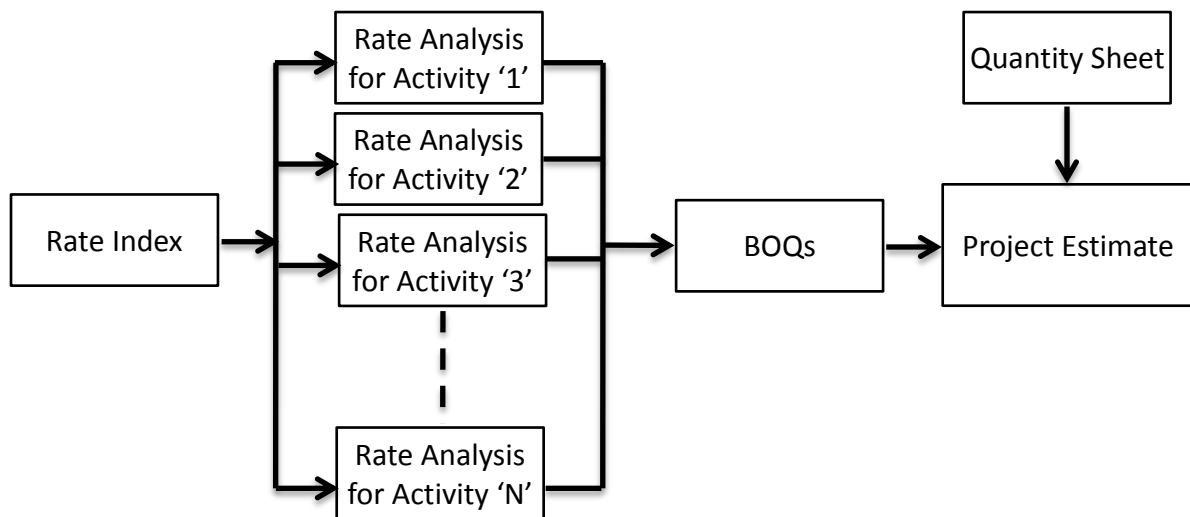 Rate Analysis
for Activity ‘1’
Quantity Sheet
Rate Analysis
for Activity ‘2’
Rate Index
Rate Analysis
for Activity ‘3’
BOQs
Project Estimate
Rate Analysis
for Activity ‘N’